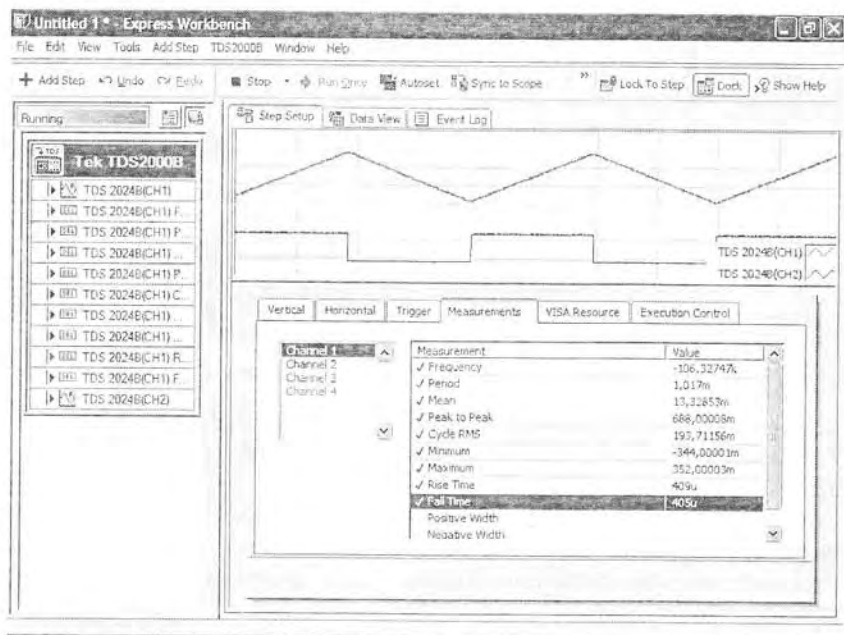 Untitled 1 * - Express Workbench
File Edit View Tools Add Step TDS2000B Window Help
Add Step Undo Redo Stop Run Once Autoset Sync to Scope Lock To Step Dock Show Help
Running
Step Setup Data View Event Log
Tek TDS2000B
TDS 2024B(CH1)
TDS 2024B(CH1) F...
TDS 2024B(CH1) P...
TDS 2024B(CH1) ...
TDS 2024B(CH1) P...
TDS 2024B(CH1) C...
TDS 2024B(CH1) ...
TDS 2024B(CH1) ...
TDS 2024B(CH1) R...
TDS 2024B(CH1) F...
TDS 2024B(CH2)
TDS 2024B(CH1)
TDS 2024B(CH2)
Vertical Horizontal Trigger Measurements VISA Resource Execution Control
Channel 1
Channel 2
Channel 3
Channel 4
Measurement Value
Frequency -106,32747k
Period 1,017m
Mean 13,32853m
Peak to Peak 688,00008m
Cycle RMS 193,71156m
Minimum -344,00001m
Maximum 352,00003m
Rise Time 409u
Fall Time 405u
Positive Width
Negative Width